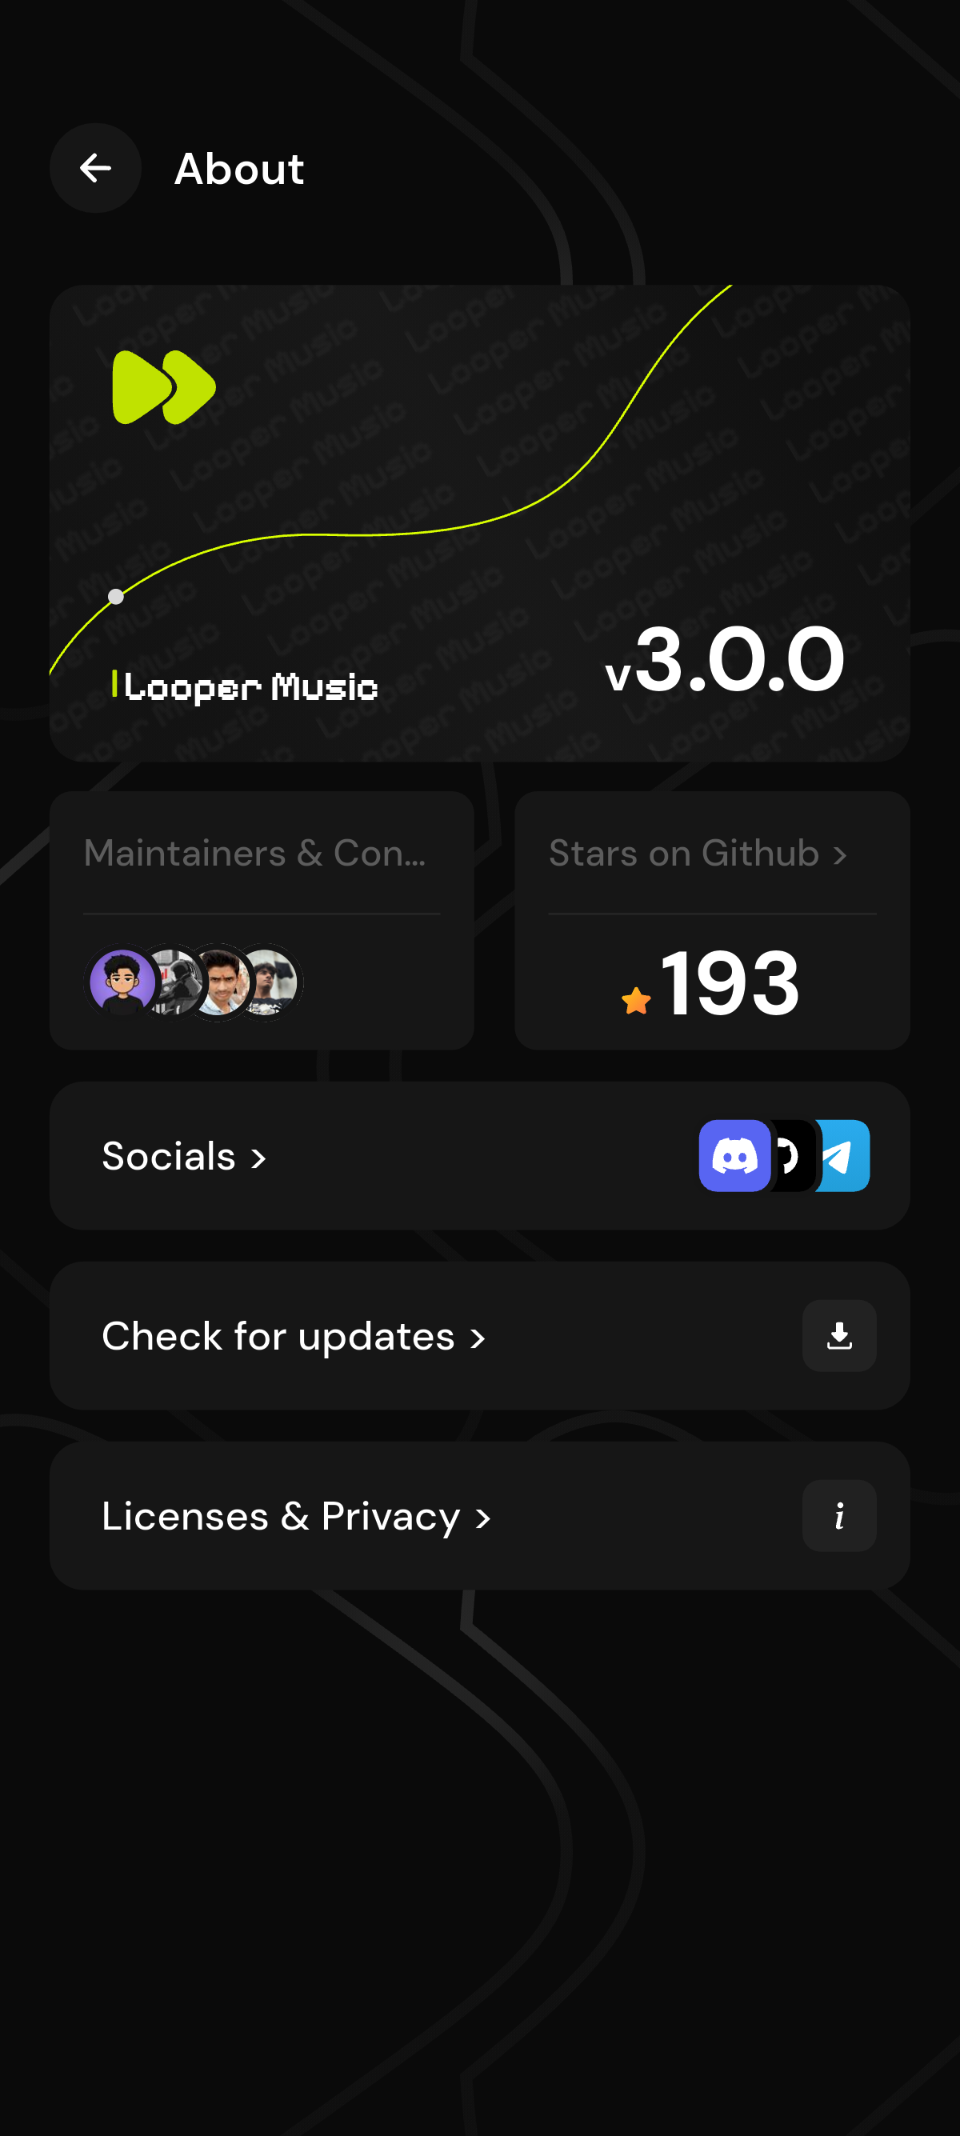 About
Looper Music
v3.0.0
Maintainers & Con...
Stars on Github >
193
Socials >
Check for updates >
Licenses & Privacy >
i